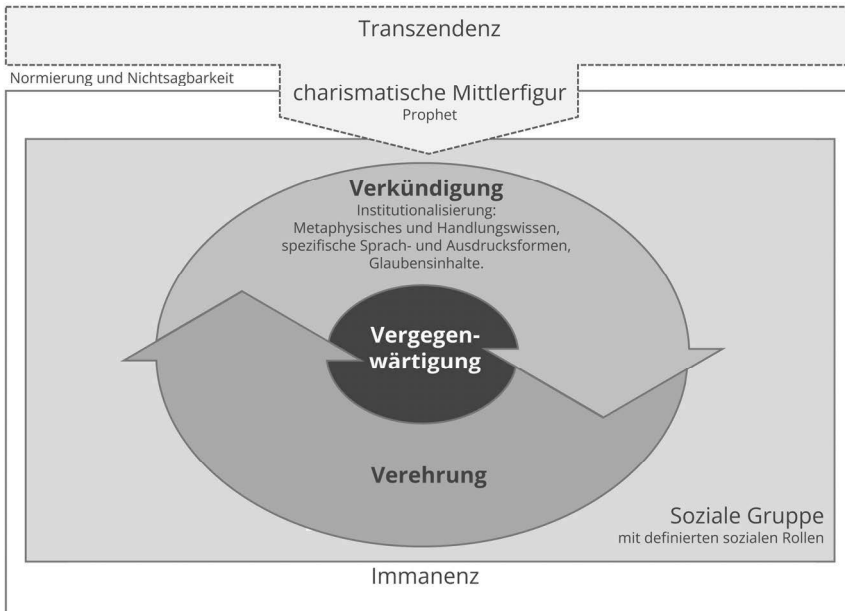 Transzendenz
Normierung und Nichtsagbarkeit
charismatische Mittlerfigur
Prophet
Verkündigung
Institutionalisierung:
Metaphysisches und Handlungswissen,
spezifische Sprach- und Ausdrucksformen,
Glaubensinhalte.
Vergegen-
wärtigung
Verehrung
Soziale Gruppe
mit definierten sozialen Rollen
Immanenz